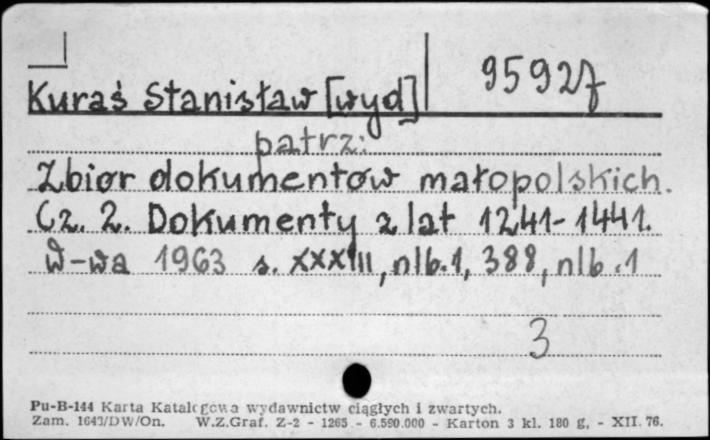 95927
Kuraś Stanisław [wyd]
patrz:
Zbiór dokumentów małopolskich.
Cz. 2. Dokumenty z lat 1241-1441.
W-wa 1963 s. XXXIII, nlb.1, 388, nlb.1
3
Pu-B-144 Karta Katalogowa wydawnictw ciągłych i zwartych.
Zam. 1643/DW/On. W.Z.Graf. Z-2 - 1265 - 6.590.000 - Karton 3 kl. 180 g, - XII. 76.